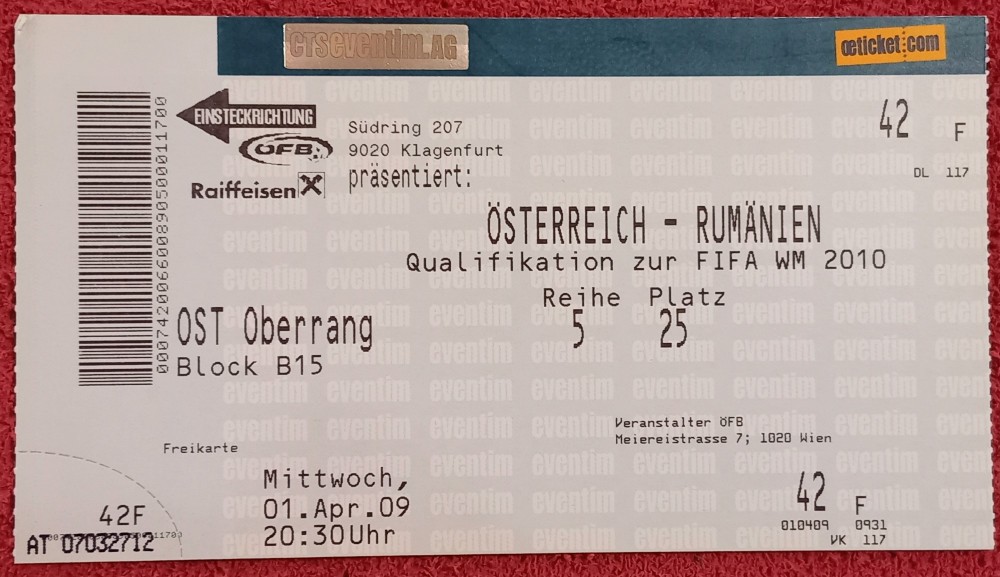 CTSeventim.AG
œticket.com
EINSTECKRICHTUNG
ÖFB
Raiffeisen
Südring 207
9020 Klagenfurt
präsentiert:
42 F
DL 117
ÖSTERREICH - RUMÄNIEN
Qualifikation zur FIFA WM 2010
Reihe Platz
5 25
OST Oberrang
Block B15
Veranstalter ÖFB
Meiereistrasse 7; 1020 Wien
Freikarte
Mittwoch,
01.Apr.09
20:30Uhr
42 F
010409 0931
VK 117
42F
AT 07032712